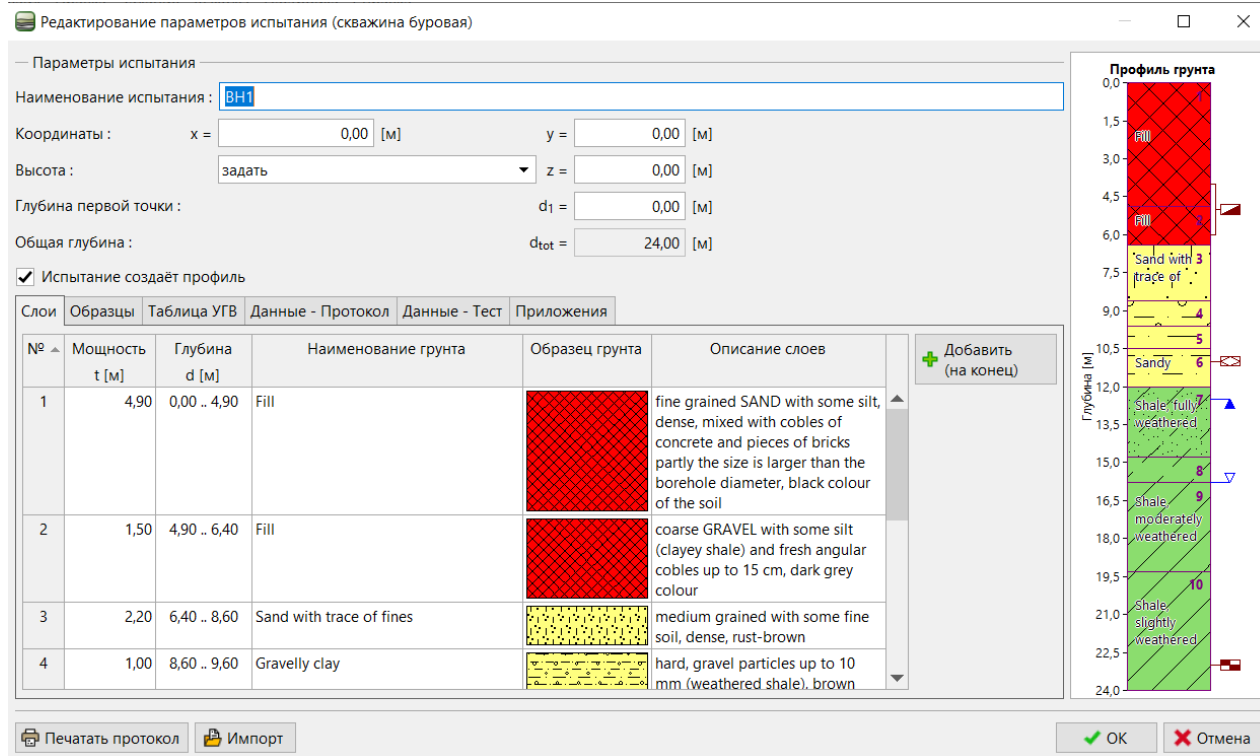 Редактирование параметров испытания (скважина буровая)
Параметры испытания
Наименование испытания : BH1
Координаты : x = 0,00 [м] y = 0,00 [м]
Высота : задать z = 0,00 [м]
Глубина первой точки : d1 = 0,00 [м]
Общая глубина : dtot = 24,00 [м]
Испытание создаёт профиль
Слои Образцы Таблица УГВ Данные - Протокол Данные - Тест Приложения
№ Мощность Глубина Наименование грунта Образец грунта Описание слоев
t [м] d [м]
Добавить
(на конец)
1 4,90 0,00 .. 4,90 Fill fine grained SAND with some silt,
dense, mixed with cobles of
concrete and pieces of bricks
partly the size is larger than the
borehole diameter, black colour
of the soil
2 1,50 4,90 .. 6,40 Fill coarse GRAVEL with some silt
(clayey shale) and fresh angular
cobles up to 15 cm, dark grey
colour
3 2,20 6,40 .. 8,60 Sand with trace of fines medium grained with some fine
soil, dense, rust-brown
4 1,00 8,60 .. 9,60 Gravelly clay hard, gravel particles up to 10
mm (weathered shale), brown
Печатать протокол Импорт
Профиль грунта
Глубина [м]
0,0
1
1,5
Fill
3,0
4,5
Fill 2
6,0
Sand with 3
7,5
trace of
9,0
4
5
10,5
Sandy 6
12,0
7
Shale, fully
13,5
weathered
15,0
8
16,5
Shale 9
moderately
18,0
weathered
19,5
10
Shale,
21,0
slightly
weathered
22,5
24,0
OK Отмена